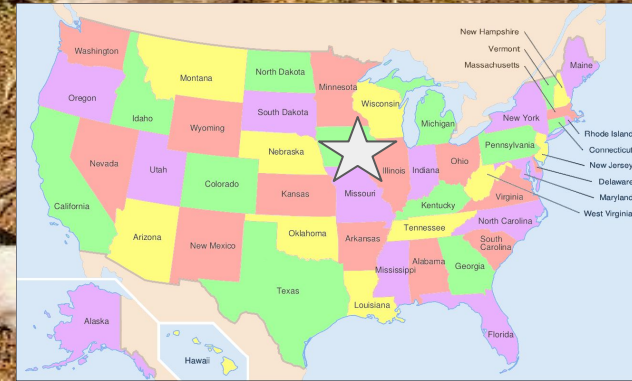 New Hampshire
Vermont
Massachusetts
Washington
Montana
North Dakota
Minnesota
Maine
Oregon
Idaho
South Dakota
Wisconsin
Michigan
New York
Rhode Island
Wyoming
Nebraska
Pennsylvania
Connecticut
New Jersey
Nevada
Utah
Colorado
Kansas
Missouri
Illinois
Indiana
Ohio
Delaware
Maryland
California
Kentucky
Virginia
West Virginia
Arizona
New Mexico
Oklahoma
Arkansas
Tennessee
North Carolina
South
Carolina
Texas
Mississippi
Alabama
Georgia
Louisiana
Alaska
Hawaii
Florida